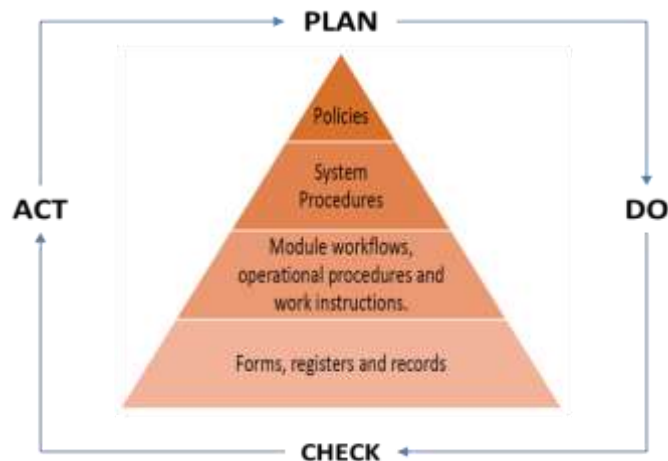 PLAN
Policies
System
Procedures
ACT
DO
Module workflows,
operational procedures and
work instructions.
Forms, registers and records
CHECK